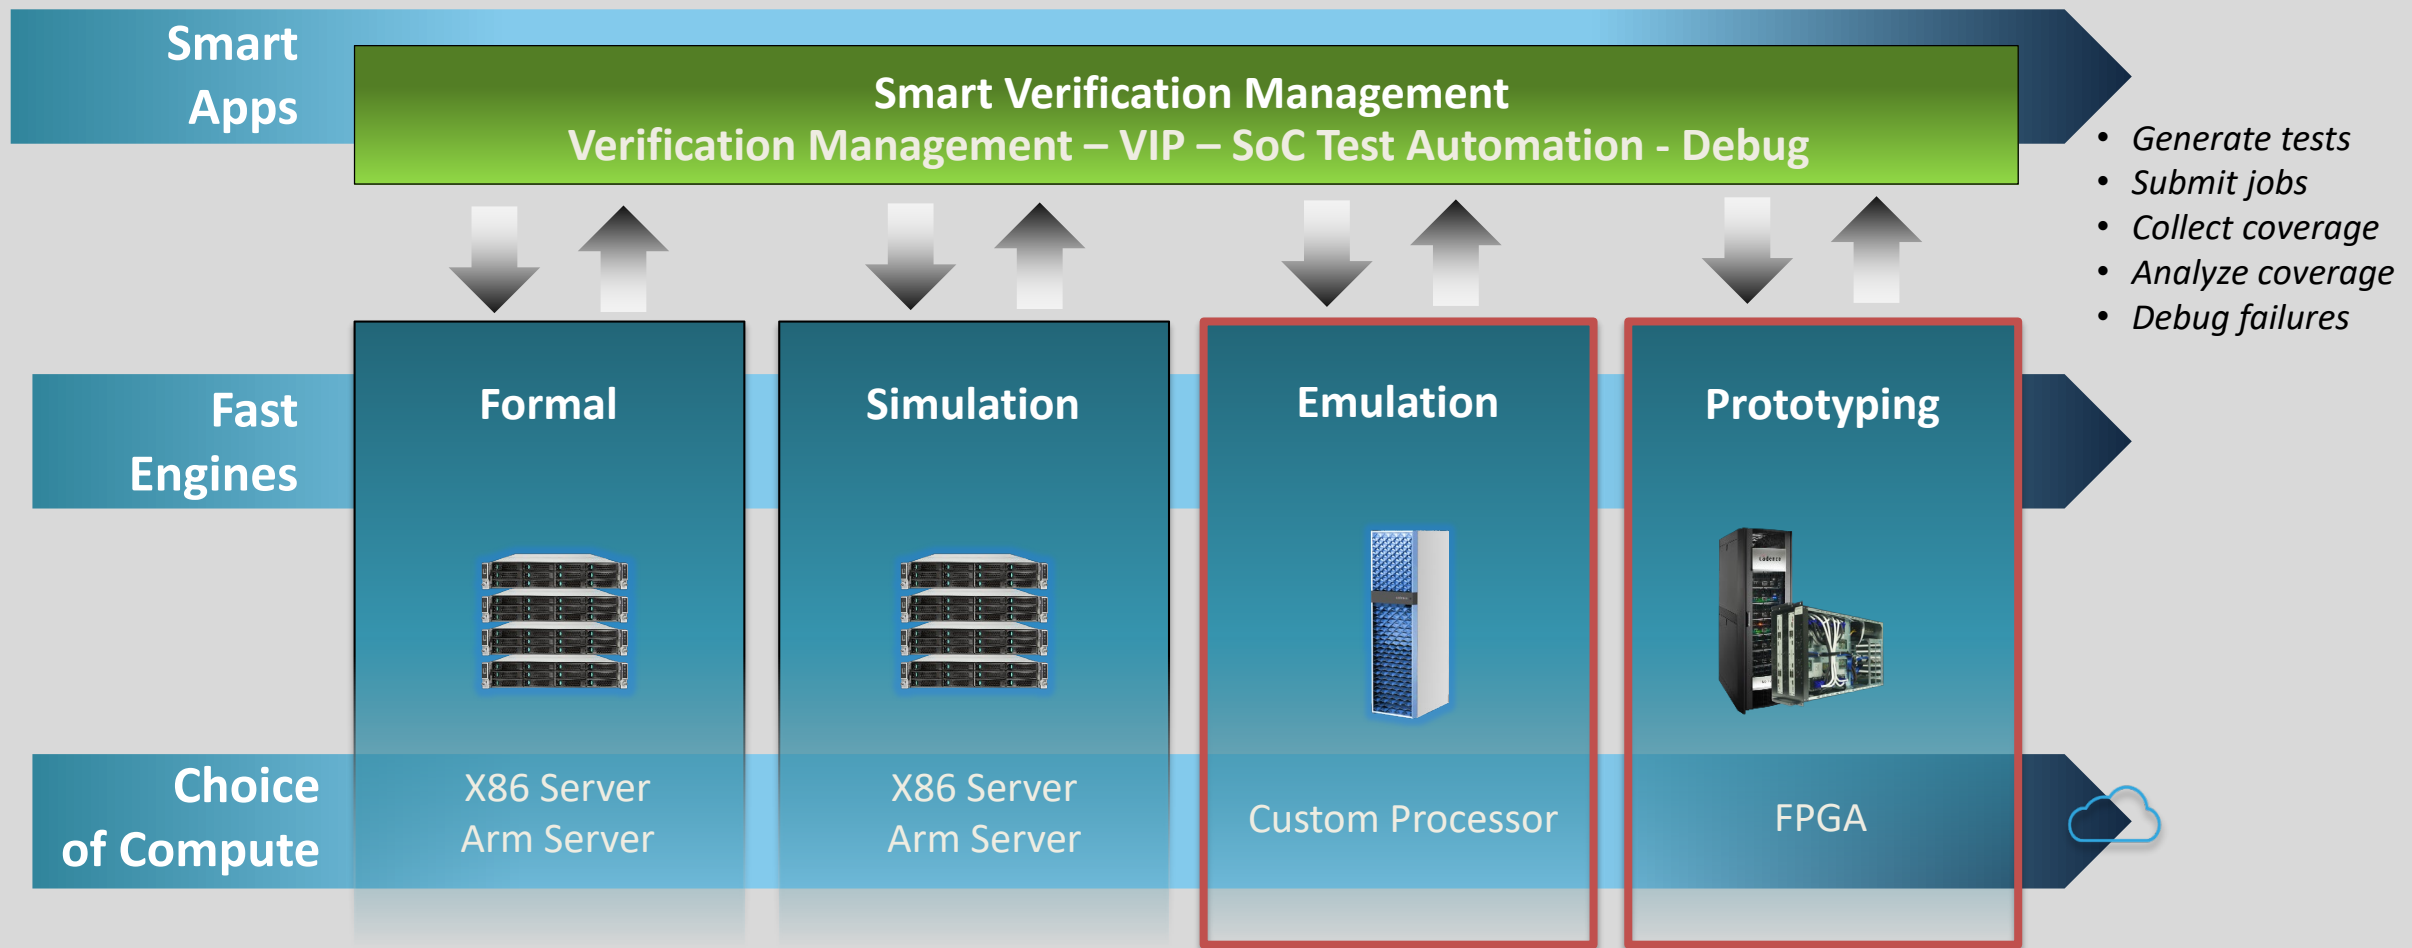 Smart
Apps
Smart Verification Management
Verification Management – VIP – SoC Test Automation - Debug
• Generate tests
• Submit jobs
• Collect coverage
• Analyze coverage
• Debug failures
Fast
Engines
Formal
Simulation
Emulation
Prototyping
cadence
Choice
of Compute
X86 Server
Arm Server
X86 Server
Arm Server
Custom Processor
FPGA